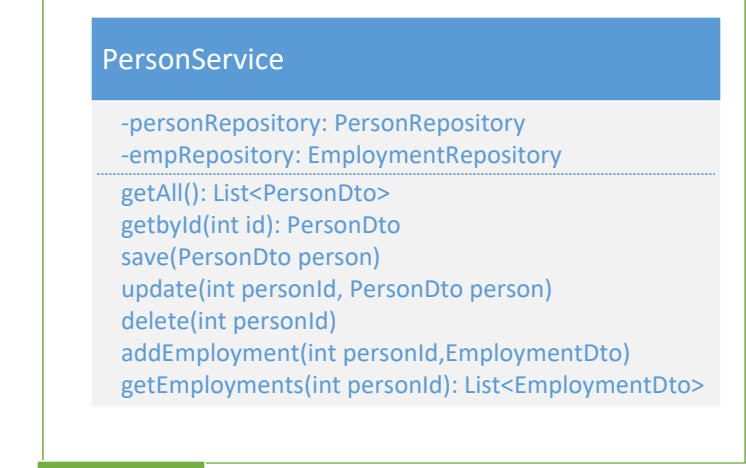 PersonService
-personRepository: PersonRepository
-empRepository: EmploymentRepository
getAll(): List<PersonDto>
getbyId(int id): PersonDto
save(PersonDto person)
update(int personId, PersonDto person)
delete(int personId)
addEmployment(int personId,EmploymentDto)
getEmployments(int personId): List<EmploymentDto>